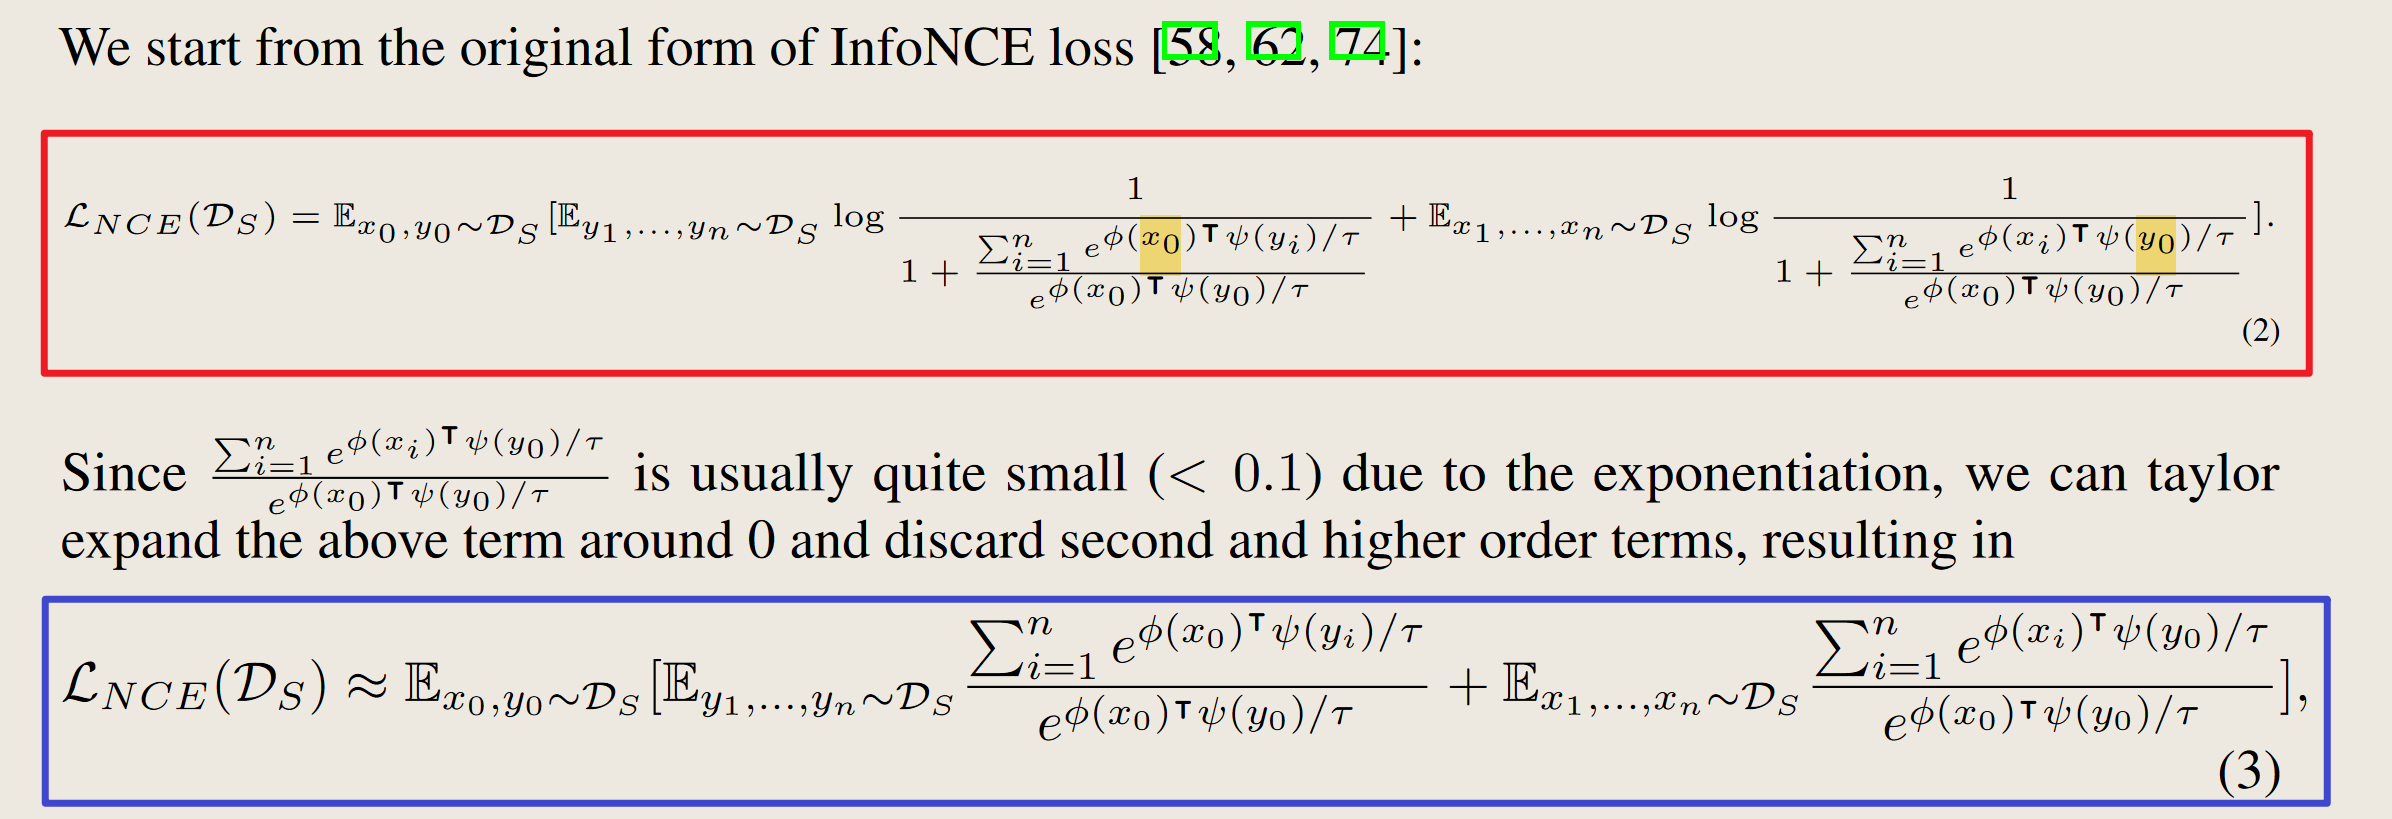 We start from the original form of InfoNCE loss [58, 62, 74]:
$\mathcal{L}_{NCE}(\mathcal{D}_S) = \mathbb{E}_{x_0,y_0\sim\mathcal{D}_S}[\mathbb{E}_{y_1,\ldots,y_n\sim\mathcal{D}_S} \log \frac{1}{1 + \frac{\sum_{i=1}^n e^{\phi(x_0)^\intercal \psi(y_i)/\tau}}{e^{\phi(x_0)^\intercal \psi(y_0)/\tau}}} + \mathbb{E}_{x_1,\ldots,x_n\sim\mathcal{D}_S} \log \frac{1}{1 + \frac{\sum_{i=1}^n e^{\phi(x_i)^\intercal \psi(y_0)/\tau}}{e^{\phi(x_0)^\intercal \psi(y_0)/\tau}}}].$
(2)
Since $\frac{\sum_{i=1}^n e^{\phi(x_i)^\intercal \psi(y_0)/\tau}}{e^{\phi(x_0)^\intercal \psi(y_0)/\tau}}$ is usually quite small (< 0.1) due to the exponentiation, we can taylor
expand the above term around 0 and discard second and higher order terms, resulting in
$\mathcal{L}_{NCE}(\mathcal{D}_S) \approx \mathbb{E}_{x_0,y_0\sim\mathcal{D}_S}[\mathbb{E}_{y_1,\ldots,y_n\sim\mathcal{D}_S} \frac{\sum_{i=1}^n e^{\phi(x_0)^\intercal \psi(y_i)/\tau}}{e^{\phi(x_0)^\intercal \psi(y_0)/\tau}} + \mathbb{E}_{x_1,\ldots,x_n\sim\mathcal{D}_S} \frac{\sum_{i=1}^n e^{\phi(x_i)^\intercal \psi(y_0)/\tau}}{e^{\phi(x_0)^\intercal \psi(y_0)/\tau}}],$
(3)